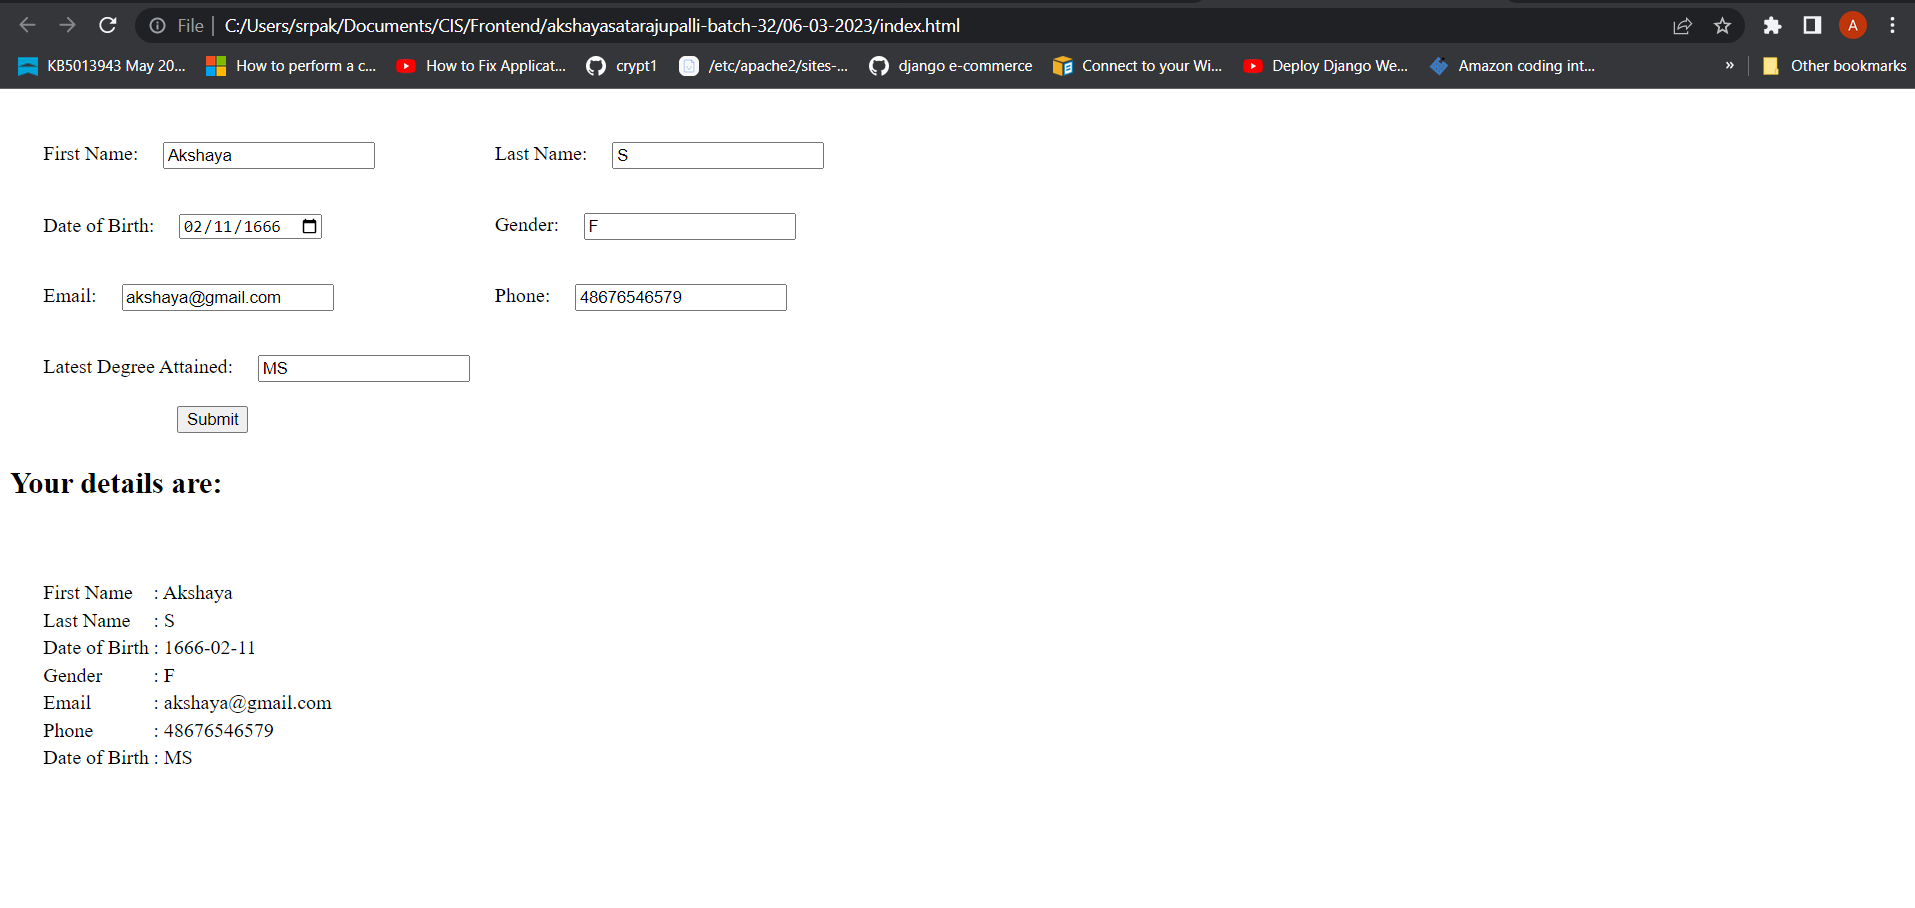 File | C:/Users/srpak/Documents/CIS/Frontend/akshayasatarajupalli-batch-32/06-03-2023/index.html A
KB5013943 May 20... How to perform a c... How to Fix Applicat... crypt1 /etc/apache2/sites-... django e-commerce Connect to your Wi... Deploy Django We... Amazon coding int... » Other bookmarks
First Name: Akshaya Last Name: S
Date of Birth: 02/11/1666 Gender: F
Email: akshaya@gmail.com Phone: 48676546579
Latest Degree Attained: MS
Submit
Your details are:
First Name : Akshaya
Last Name : S
Date of Birth : 1666-02-11
Gender : F
Email : akshaya@gmail.com
Phone : 48676546579
Date of Birth : MS